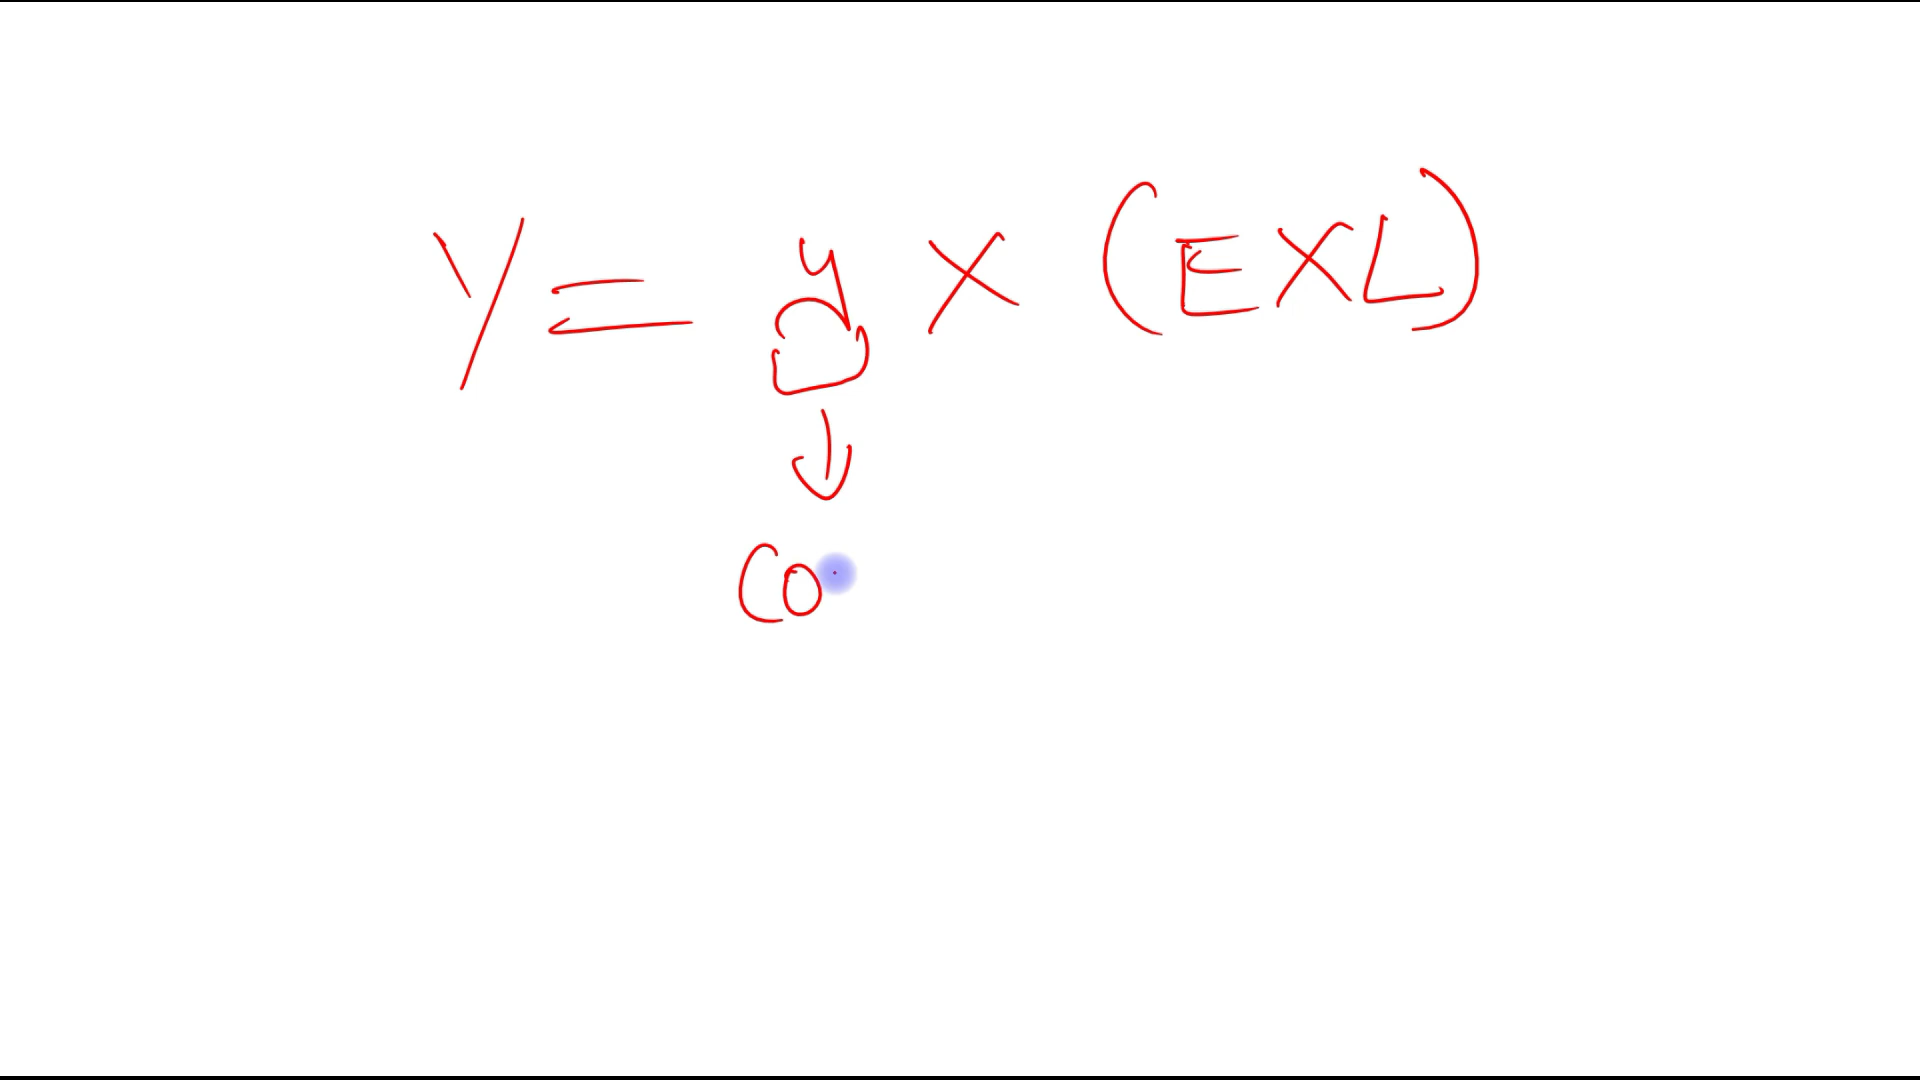 Y = y X (EXL)
Co